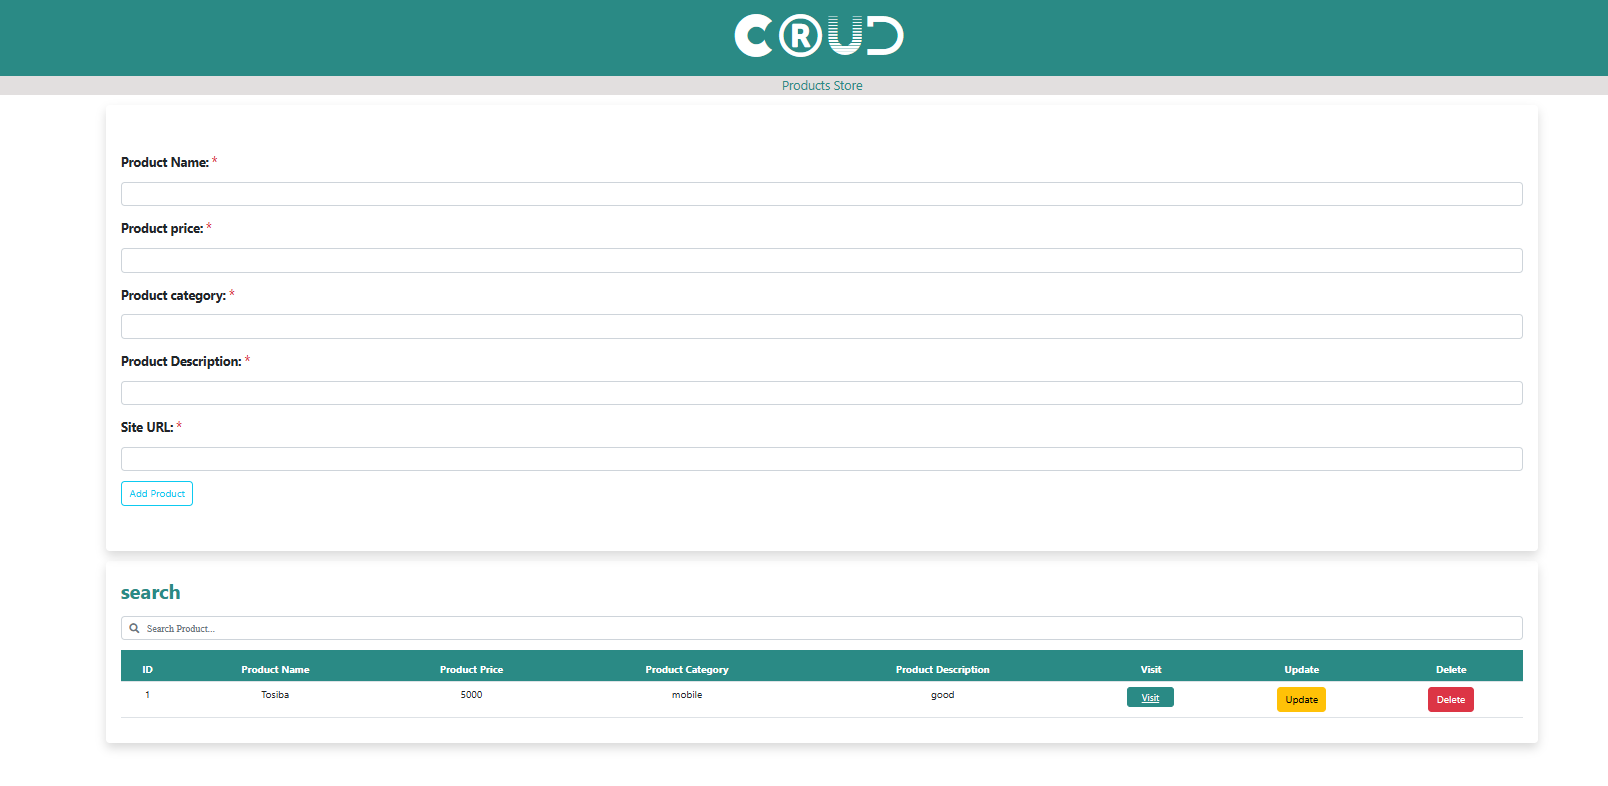 CRUD
Products Store
Product Name: *
Product price: *
Product category: *
Product Description: *
Site URL: *
Add Product
search
Search Product...
ID Product Name Product Price Product Category Product Description Visit Update Delete
1 Tosiba 5000 mobile good Visit Update Delete